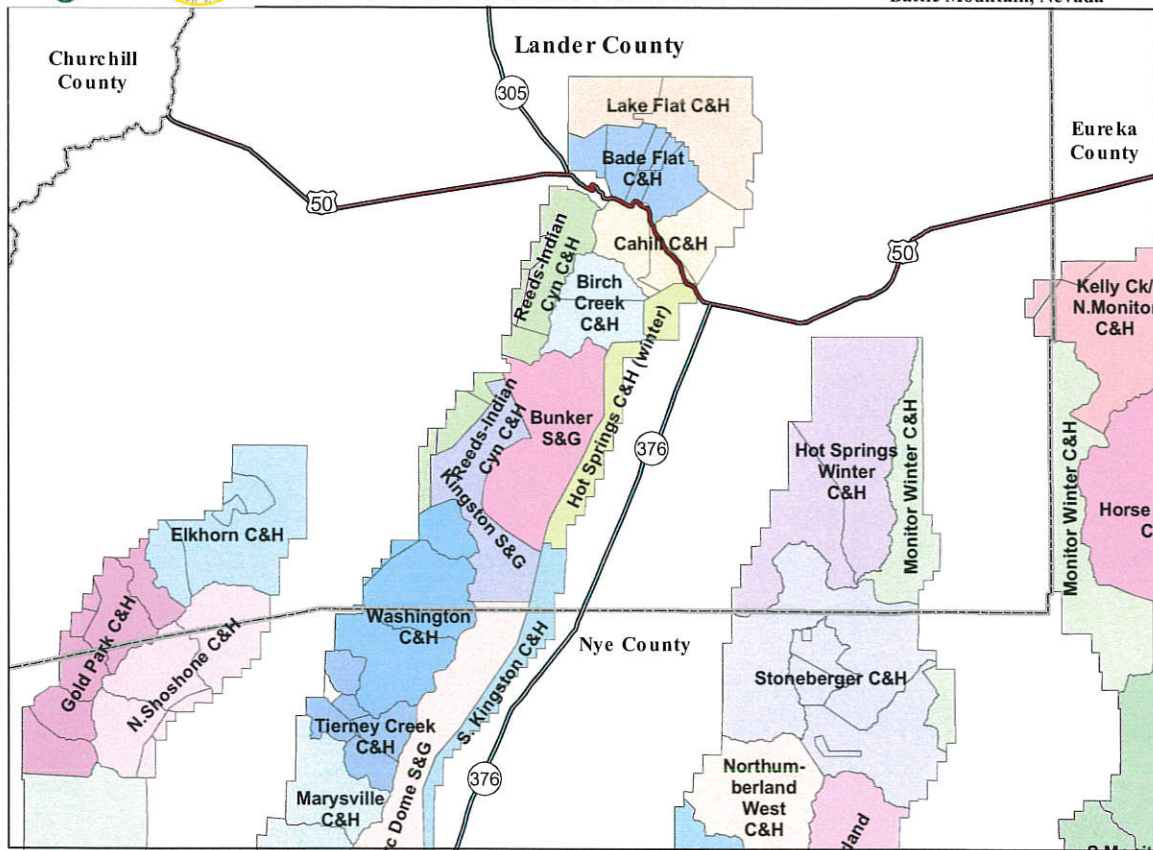 Battle Mountain, Nevada
Churchill
County
Lander County
305
Lake Flat C&H
Eureka
County
Bade Flat
C&H
50
Cahill C&H
50
Reeds-Indian
Cyn C&H
Birch
Creek
C&H
Kelly Ck/
N.Monitor
C&H
Hot Springs C&H (winter)
Bunker
S&G
Reeds-Indian
Cyn C&H
376
Hot Springs
Winter
C&H
Monitor Winter C&H
Monitor Winter C&H
Horse
C
Kingston S&G
Elkhorn C&H
Washington
C&H
Nye County
Gold Park C&H
N.Shoshone C&H
S. Kingston C&H
Stoneberger C&H
Tierney Creek
C&H
376
Northum-
berland
West
C&H
Marysville
C&H
c Dome S&G
land